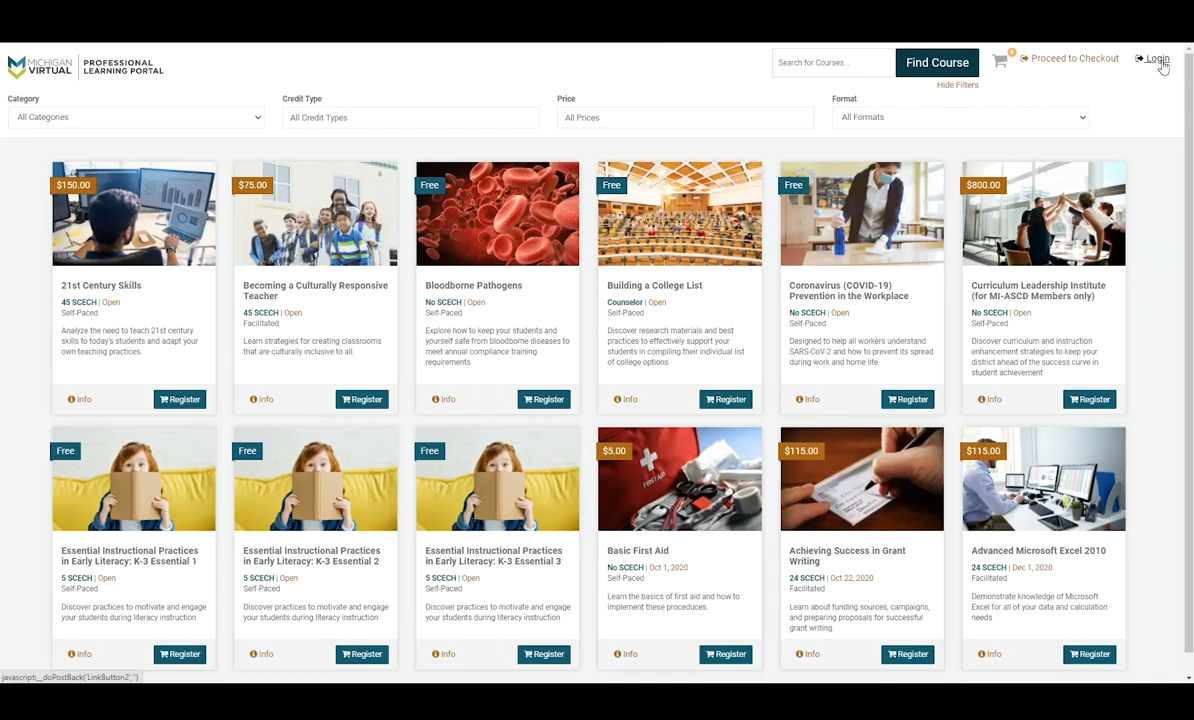 MICHIGAN VIRTUAL | PROFESSIONAL LEARNING PORTAL
Search for Courses...
Find Course
0
Proceed to Checkout
Login
Hide Filters
Category
Credit Type
Price
Format
All Categories
All Credit Types
All Prices
All Formats
$150.00
21st Century Skills
45 SCECH | Open
Self-Paced
Analyze the need to teach 21st century
skills to today's students and adapt your
own teaching practices.
Info
Register
$75.00
Becoming a Culturally Responsive
Teacher
45 SCECH | Open
Facilitated
Learn strategies for creating classrooms
that are culturally inclusive to all.
Info
Register
Free
Bloodborne Pathogens
No SCECH | Open
Self-Paced
Explore how to keep your students and
yourself safe from bloodborne diseases to
meet annual compliance training
requirements
Info
Register
Free
Building a College List
Counselor | Open
Self-Paced
Discover research materials and best
practices to effectively support your
students in compiling their individual list
of college options
Info
Register
Free
Coronavirus (COVID-19)
Prevention in the Workplace
No SCECH | Open
Self-Paced
Designed to help all workers understand
SARS-CoV-2 and how to prevent its spread
during work and home life
Info
Register
$800.00
Curriculum Leadership Institute
(for MI-ASCD Members only)
No SCECH | Open
Self-Paced
Discover curriculum and instruction
enhancement strategies to keep your
district ahead of the success curve in
student achievement
Info
Register
Free
Essential Instructional Practices
in Early Literacy: K-3 Essential 1
5 SCECH | Open
Self-Paced
Discover practices to motivate and engage
your students during literacy instruction
Info
Register
Free
Essential Instructional Practices
in Early Literacy: K-3 Essential 2
5 SCECH | Open
Self-Paced
Discover practices to motivate and engage
your students during literacy instruction
Info
Register
Free
Essential Instructional Practices
in Early Literacy: K-3 Essential 3
5 SCECH | Open
Self-Paced
Discover practices to motivate and engage
your students during literacy instruction
Info
Register
$5.00
FIRST AID
Basic First Aid
No SCECH | Oct 1, 2020
Self-Paced
Learn the basics of first aid and how to
implement these procedures.
Info
Register
$115.00
Achieving Success in Grant
Writing
24 SCECH | Oct 22, 2020
Facilitated
Learn about funding sources, campaigns,
and preparing proposals for successful
grant writing.
Info
Register
$115.00
Advanced Microsoft Excel 2010
24 SCECH | Dec 1, 2020
Facilitated
Demonstrate knowledge of Microsoft
Excel for all of your data and calculation
needs
Info
Register
javascript:__doPostBack('LinkButton2','')